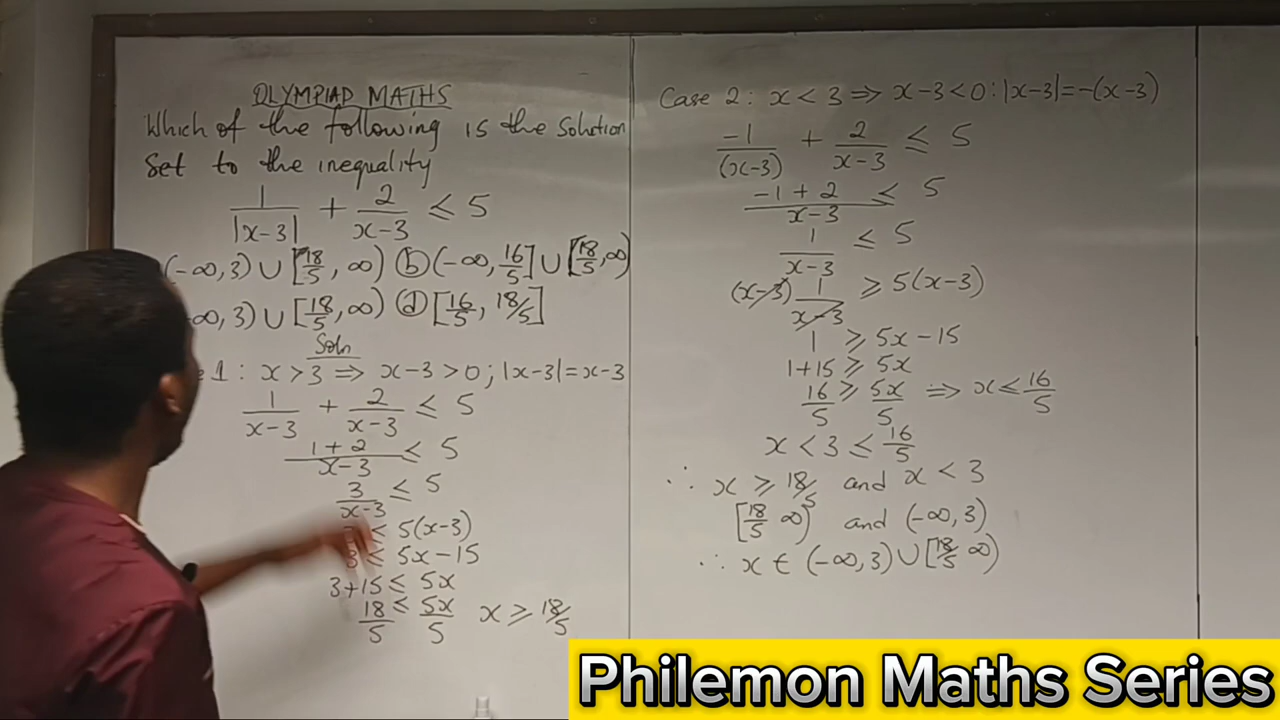 OLYMPIAD MATHS
Which of the following is the Solution
Set to the inequality
1/|x-3| + 2/x-3 ≤ 5
(-∞, 3) ∪ [18/5, ∞) ⓑ (-∞, 16/5] ∪ [18/5, ∞)
∞, 3) ∪ [18/5, ∞) ⓓ [16/5, 18/5]
Soln
1 : x > 3 ⇒ x-3 > 0 ; |x-3| = x-3
1/x-3 + 2/x-3 ≤ 5
1+2/x-3 ≤ 5
3/x-3 ≤ 5
≤ 5(x-3)
3 ≤ 5x-15
3+15 ≤ 5x
18/5 ≤ 5x/5 x ≥ 18/5
Case 2 : x < 3 ⇒ x-3 < 0 : |x-3| = -(x-3)
-1/(x-3) + 2/x-3 ≤ 5
-1+2/x-3 ≤ 5
1/x-3 ≤ 5
(x-3) 1/x-3 ≥ 5(x-3)
1 ≥ 5x-15
1+15 ≥ 5x
16/5 ≥ 5x/5 ⇒ x ≤ 16/5
x < 3 ≤ 16/5
∴ x ≥ 18/5 and x < 3
[18/5 ∞) and (-∞, 3)
∴ x ∈ (-∞, 3) ∪ [18/5 ∞)
Philemon Maths Series